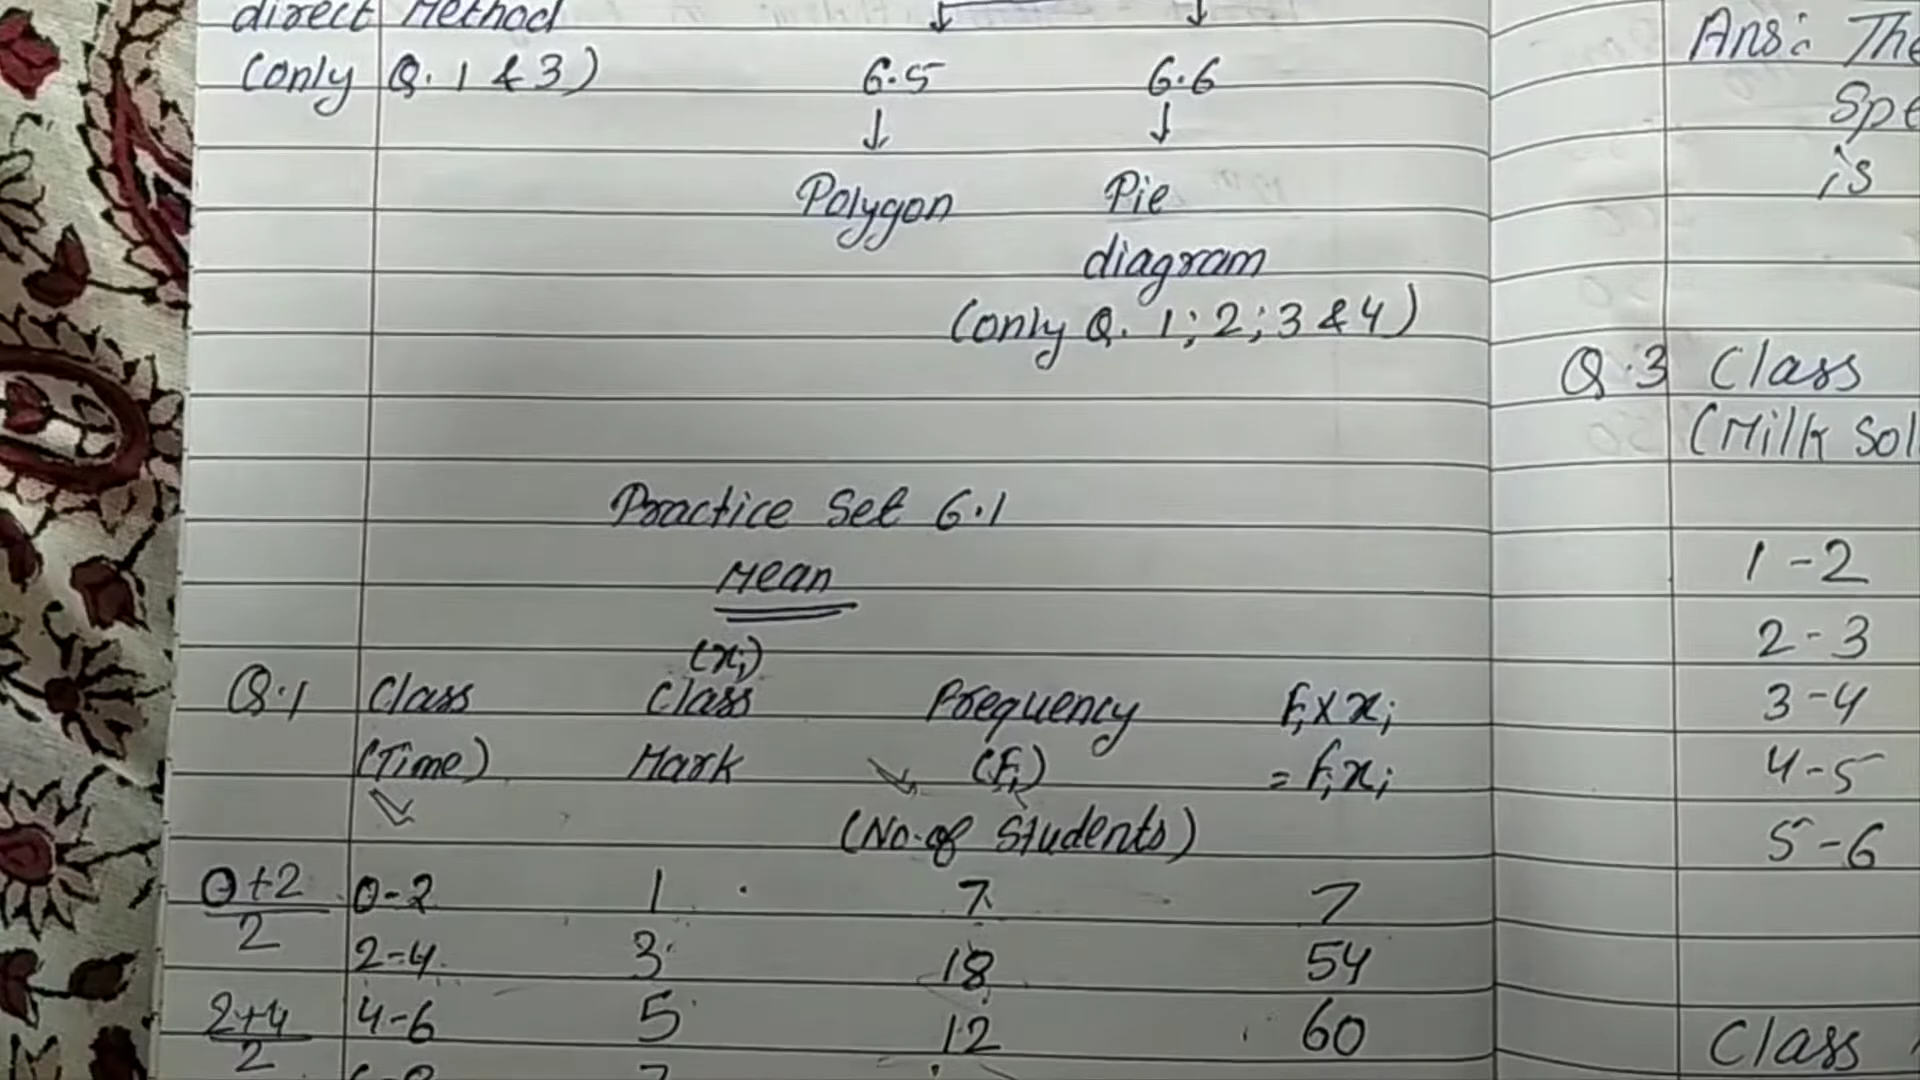 direct Method
(only Q. 1 & 3)
6.5 6.6
Polygon Pie
diagram
(only Q. 1; 2; 3 & 4)
Practice Set 6.1
Mean
(xi)
Q.1 Class Class Frequency Fi×xi
(Time) Mark (Fi) = Fixi
(No. of Students)
0+2/2 0-2 1 7 7
2-4 3 18 54
2+4/2 4-6 5 12 60
Ans: The
Spe
is
Q.3 Class
(Milk Sol
1-2
2-3
3-4
4-5
5-6
Class